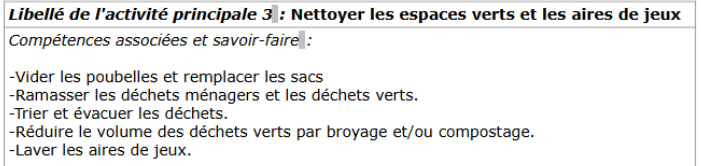 Libellé de l'activité principale 3 : Nettoyer les espaces verts et les aires de jeux
Compétences associées et savoir-faire :
-Vider les poubelles et remplacer les sacs
-Ramasser les déchets ménagers et les déchets verts.
-Trier et évacuer les déchets.
-Réduire le volume des déchets verts par broyage et/ou compostage.
-Laver les aires de jeux.